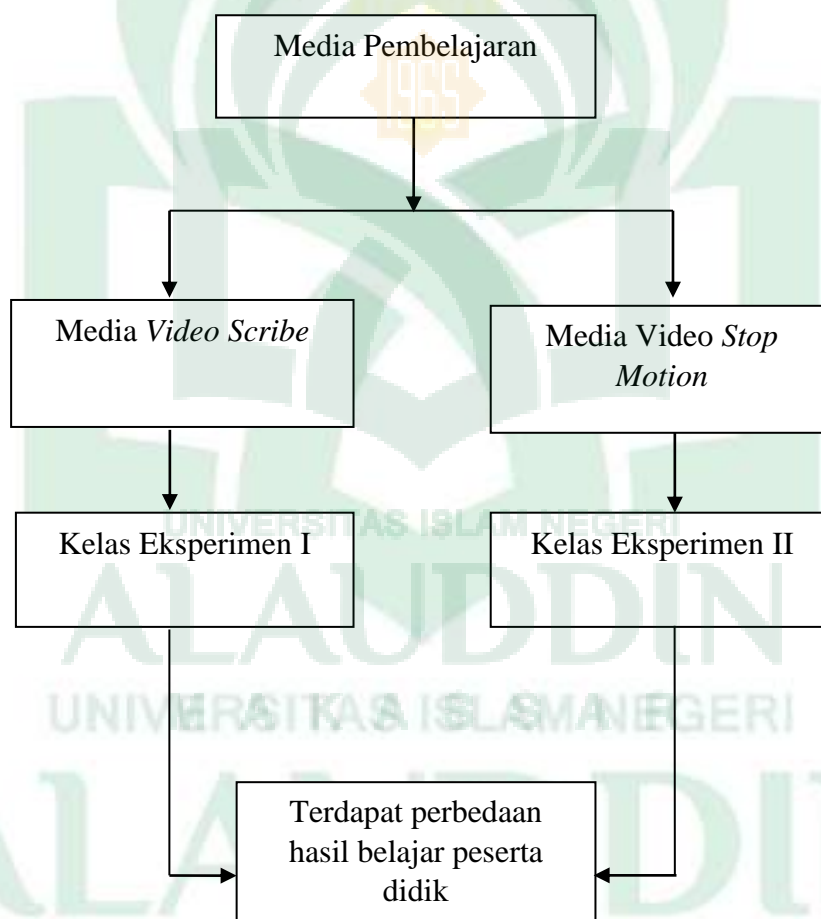 Media Pembelajaran
1965
Media Video Scribe
Media Video Stop
Motion
UNIVERSITAS ISLAM NEGERI
Kelas Eksperimen I
Kelas Eksperimen II
ALAUDDIN
M A K A S S A R
UNIVERSITAS ISLAM NEGERI
Terdapat perbedaan
hasil belajar peserta
didik